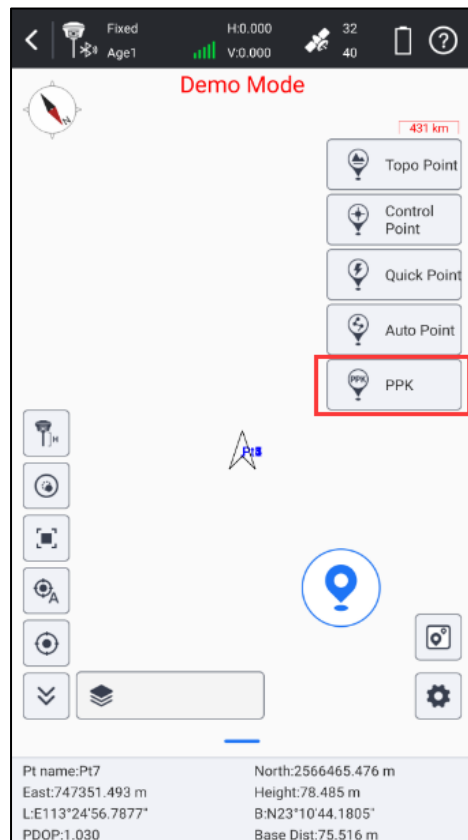 Fixed H:0.000 32
Age1 V:0.000 40
Demo Mode
N
431 km
Topo Point
Control
Point
Quick Point
Auto Point
PPK PPK
H
A
Pt name:Pt7 North:2566465.476 m
East:747351.493 m Height:78.485 m
L:E113°24'56.7877" B:N23°10'44.1805"
PDOP:1.030 Base Dist:75.516 m